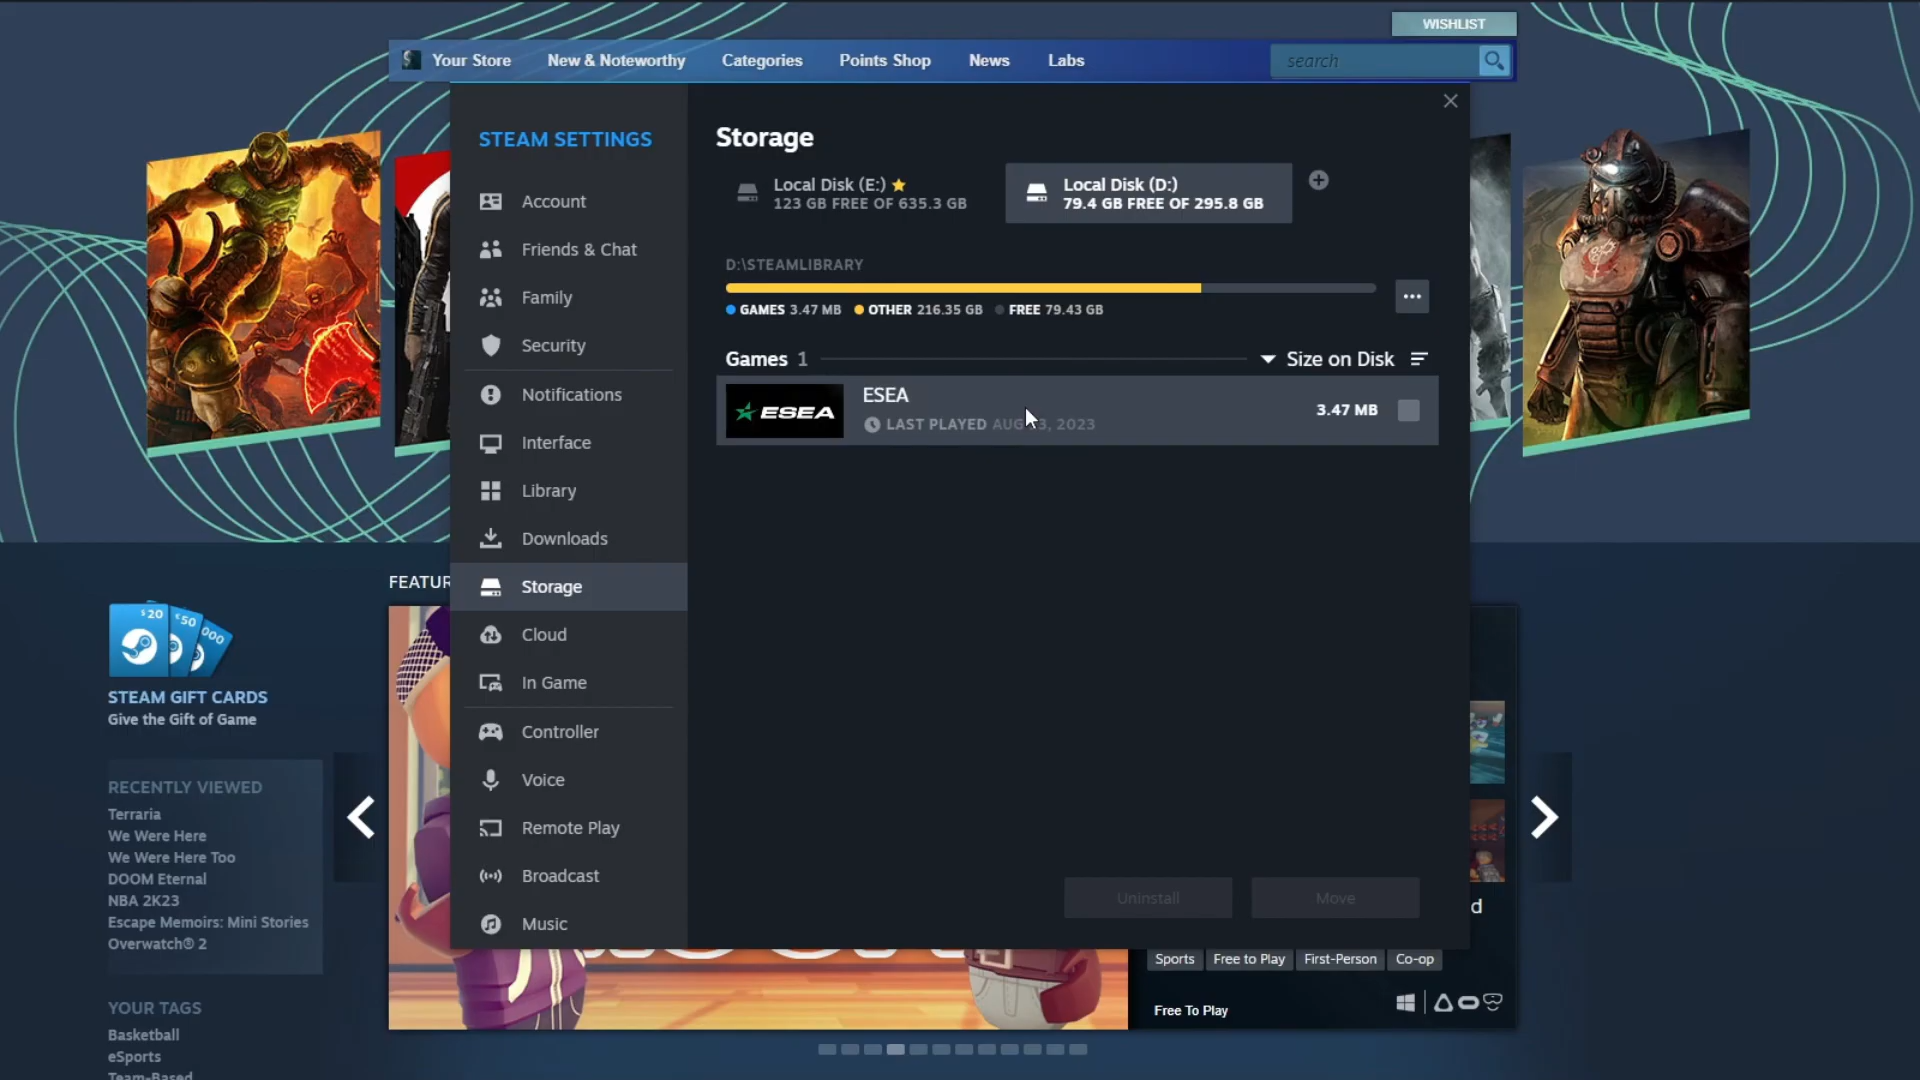 WISHLIST
Your Store
New & Noteworthy
Categories
Points Shop
News
Labs
search
STEAM SETTINGS
Account
Friends & Chat
Family
Security
Notifications
Interface
Library
Downloads
Storage
Cloud
In Game
Controller
Voice
Remote Play
Broadcast
Music
Storage
Local Disk (E:)
123 GB FREE OF 635.3 GB
Local Disk (D:)
79.4 GB FREE OF 295.8 GB
D:\STEAMLIBRARY
GAMES 3.47 MB OTHER 216.35 GB FREE 79.43 GB
Games 1
Size on Disk
ESEA
ESEA
LAST PLAYED 2023
3.47 MB
Uninstall
Move
FEATUR
$20
€50
000
STEAM GIFT CARDS
Give the Gift of Game
RECENTLY VIEWED
Terraria
We Were Here
We Were Here Too
DOOM Eternal
NBA 2K23
Escape Memoirs: Mini Stories
Overwatch® 2
YOUR TAGS
Basketball
eSports
Team-Based
d
Sports
Free to Play
First-Person
Co-op
Free To Play